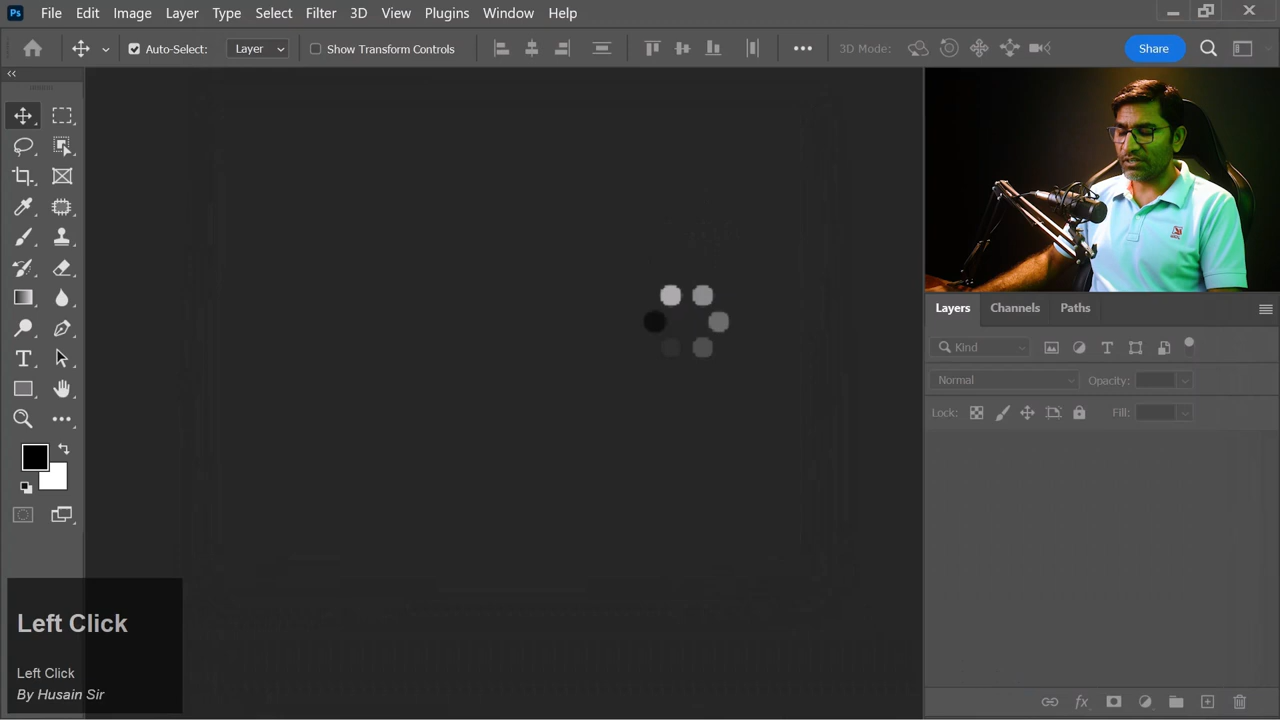 Ps File Edit Image Layer Type Select Filter 3D View Plugins Window Help
Auto-Select: Layer Show Transform Controls 3D Mode: Share
Layers Channels Paths
Kind
Normal Opacity:
Lock: Fill:
Left Click
Left Click
By Husain Sir